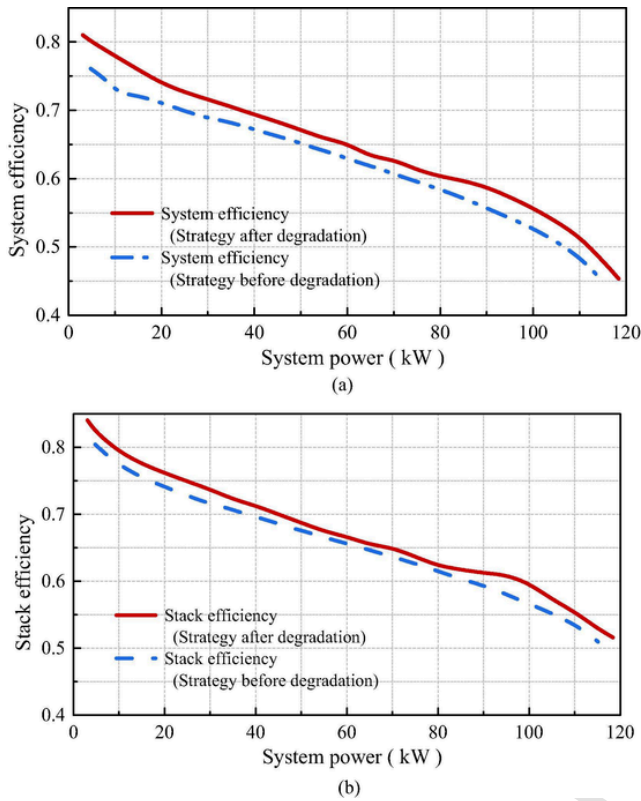 0.8
0.7
0.6
0.5
0.4
System efficiency
System efficiency
(Strategy after degradation)
System efficiency
(Strategy before degradation)
0 20 40 60 80 100 120
System power ( kW )
(a)
0.8
0.7
0.6
0.5
0.4
Stack efficiency
Stack efficiency
(Strategy after degradation)
Stack efficiency
(Strategy before degradation)
0 20 40 60 80 100 120
System power ( kW )
(b)